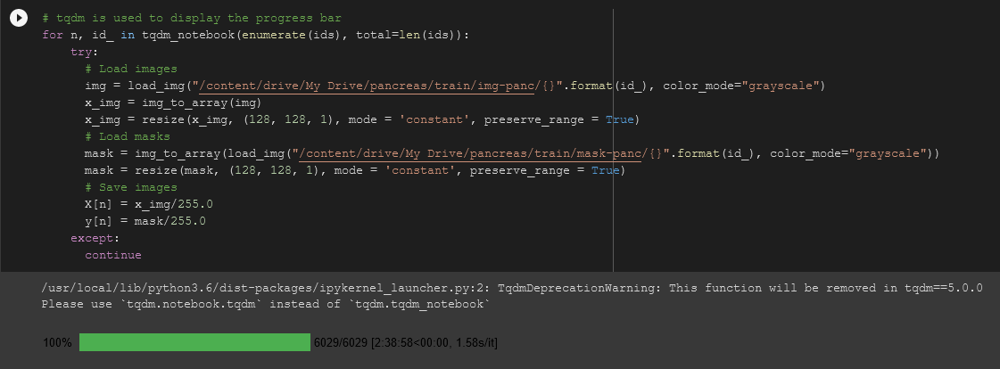 # tqdm is used to display the progress bar
for n, id_ in tqdm_notebook(enumerate(ids), total=len(ids)):
    try:
      # Load images
      img = load_img("/content/drive/My Drive/pancreas/train/img-panc/{}".format(id_), color_mode="grayscale")
      x_img = img_to_array(img)
      x_img = resize(x_img, (128, 128, 1), mode = 'constant', preserve_range = True)
      # Load masks
      mask = img_to_array(load_img("/content/drive/My Drive/pancreas/train/mask-panc/{}".format(id_), color_mode="grayscale"))
      mask = resize(mask, (128, 128, 1), mode = 'constant', preserve_range = True)
      # Save images
      X[n] = x_img/255.0
      y[n] = mask/255.0
    except:
      continue
/usr/local/lib/python3.6/dist-packages/ipykernel_launcher.py:2: TqdmDeprecationWarning: This function will be removed in tqdm==5.0.0
Please use `tqdm.notebook.tqdm` instead of `tqdm.tqdm_notebook`
100% 6029/6029 [2:38:58<00:00, 1.58s/it]